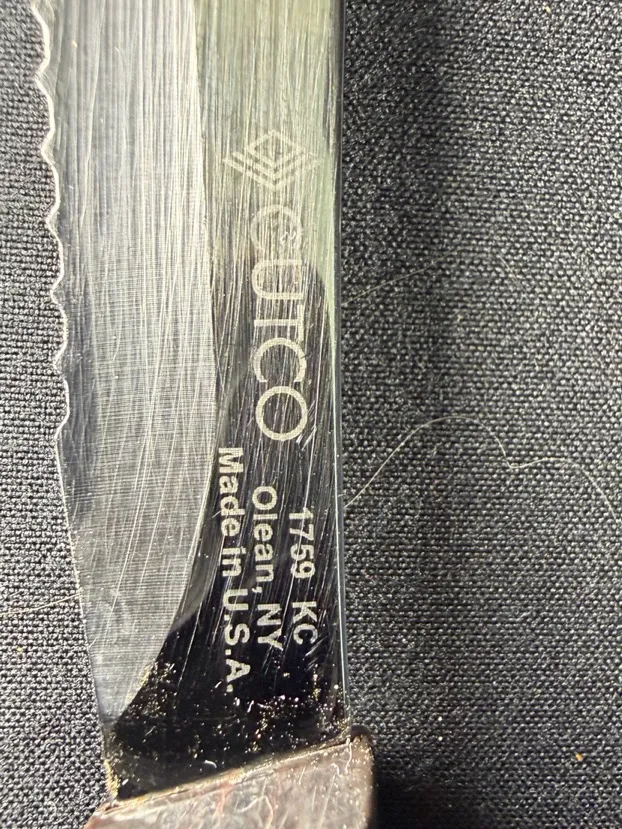 CUTCO
1759 KC
Olean, NY
Made in U.S.A.